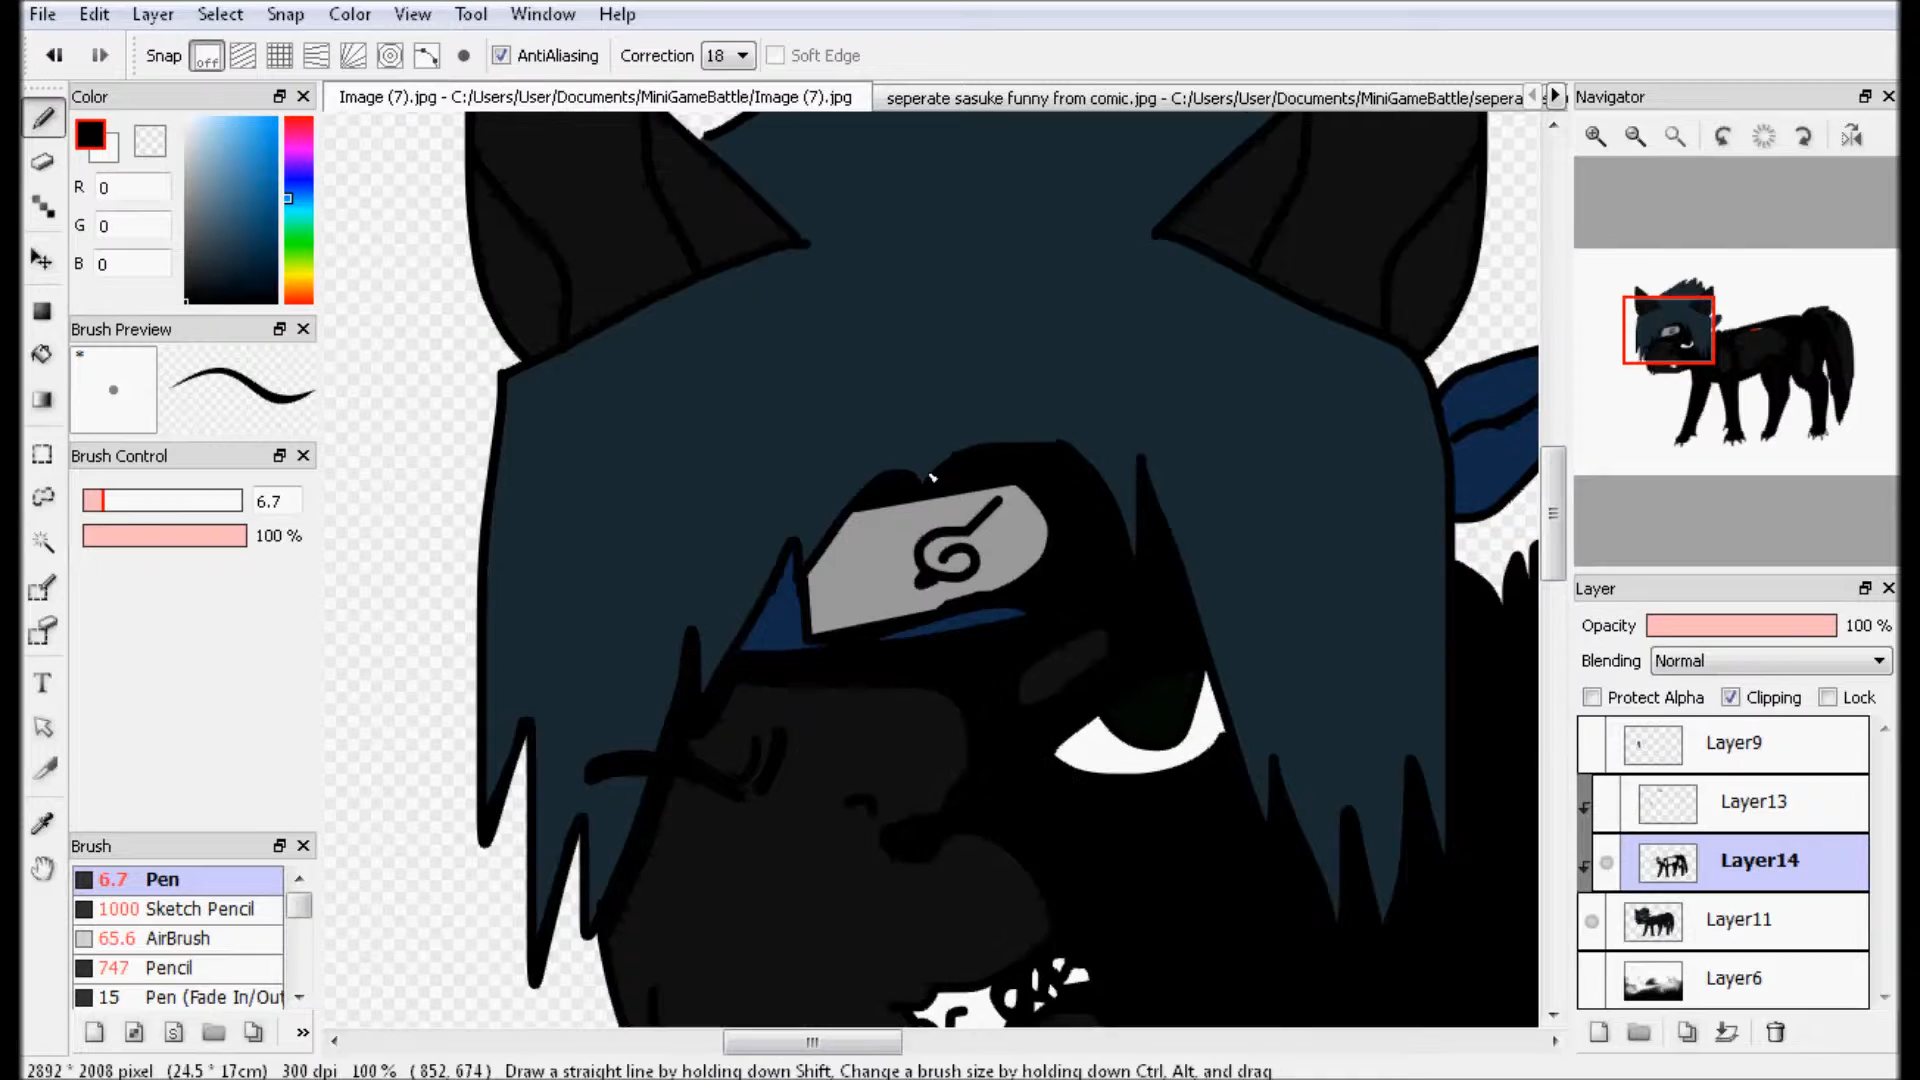 File Edit Layer Select Snap Color View Tool Window Help
Snap off AntiAliasing Correction 18 Soft Edge
Color
Image (7).jpg - C:/Users/User/Documents/MiniGameBattle/Image (7).jpg
seperate sasuke funny from comic.jpg - C:/Users/User/Documents/MiniGameBattle/sepera
Navigator
R 0
G 0
B 0
Brush Preview
*
Brush Control
6.7
100 %
Brush
6.7 Pen
1000 Sketch Pencil
65.6 AirBrush
747 Pencil
15 Pen (Fade In/Out
Layer
Opacity 100 %
Blending Normal
Protect Alpha Clipping Lock
Layer9
Layer13
Layer14
Layer11
Layer6
2892 * 2008 pixel (24.5 * 17cm) 300 dpi 100 % ( 852, 674 ) Draw a straight line by holding down Shift, Change a brush size by holding down Ctrl, Alt, and drag